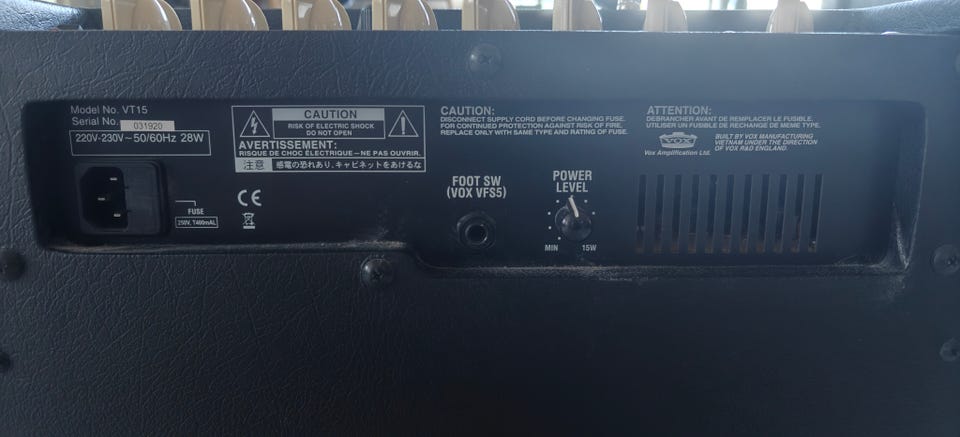 Model No. VT15
Serial No. 031920
220V-230V~50/60Hz 28W
CAUTION
RISK OF ELECTRIC SHOCK
DO NOT OPEN
AVERTISSEMENT:
RISQUE DE CHOC ÉLECTRIQUE—NE PAS OUVRIR.
注意 感電の恐れあり、キャビネットをあけるな
CE
FUSE
250V, T400mAL
CAUTION:
DISCONNECT SUPPLY CORD BEFORE CHANGING FUSE.
FOR CONTINUED PROTECTION AGAINST RISK OF FIRE,
REPLACE ONLY WITH SAME TYPE AND RATING OF FUSE.
FOOT SW
(VOX VFS5)
POWER
LEVEL
MIN 15W
ATTENTION:
DEBRANCHER AVANT DE REMPLACER LE FUSIBLE.
UTILISER UN FUSIBLE DE RECHANGE DE MEME TYPE.
VOX
Vox Amplification Ltd.
BUILT BY VOX MANUFACTURING
VIETNAM UNDER THE DIRECTION
OF VOX R&D ENGLAND.